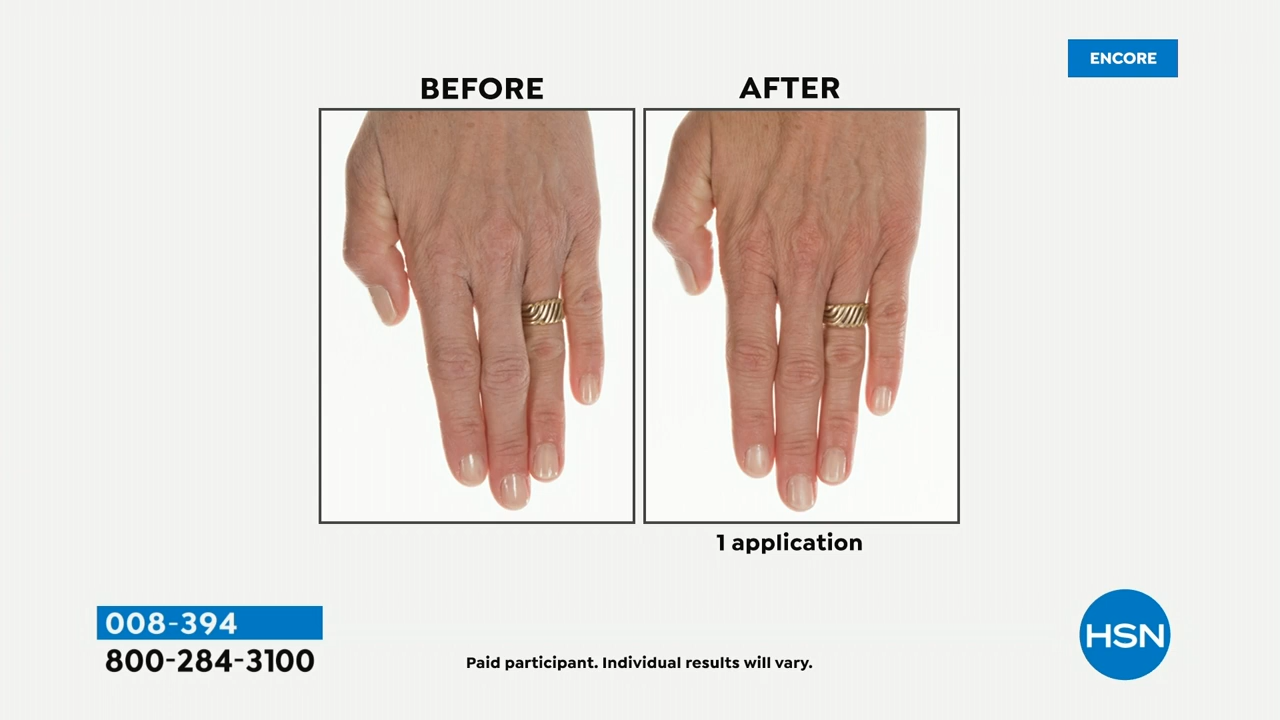 ENCORE
BEFORE
AFTER
1 application
008-394
800-284-3100
Paid participant. Individual results will vary.
HSN